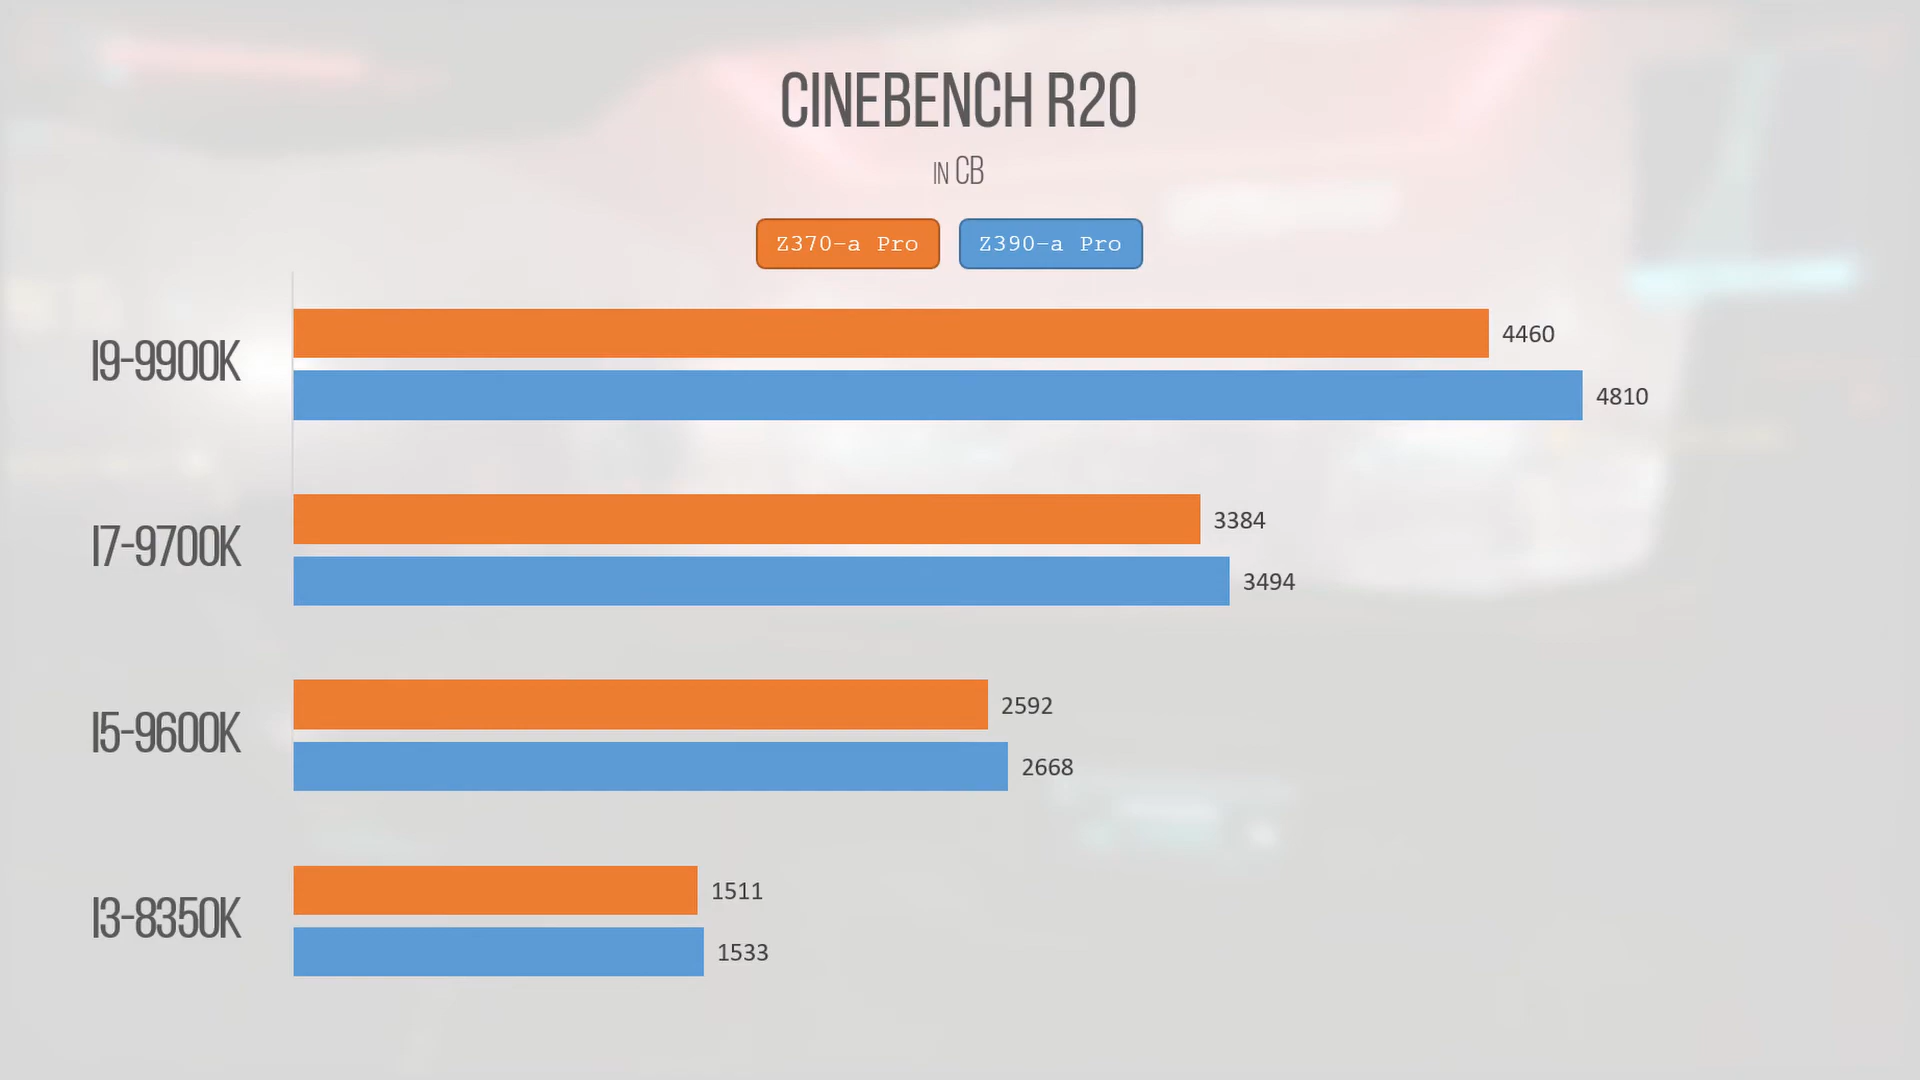 CINEBENCH R20
IN CB
Z370-a Pro Z390-a Pro
I9-9900K
4460
4810
I7-9700K
3384
3494
I5-9600K
2592
2668
I3-8350K
1511
1533